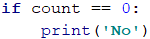 if count == 0:
    print('No')